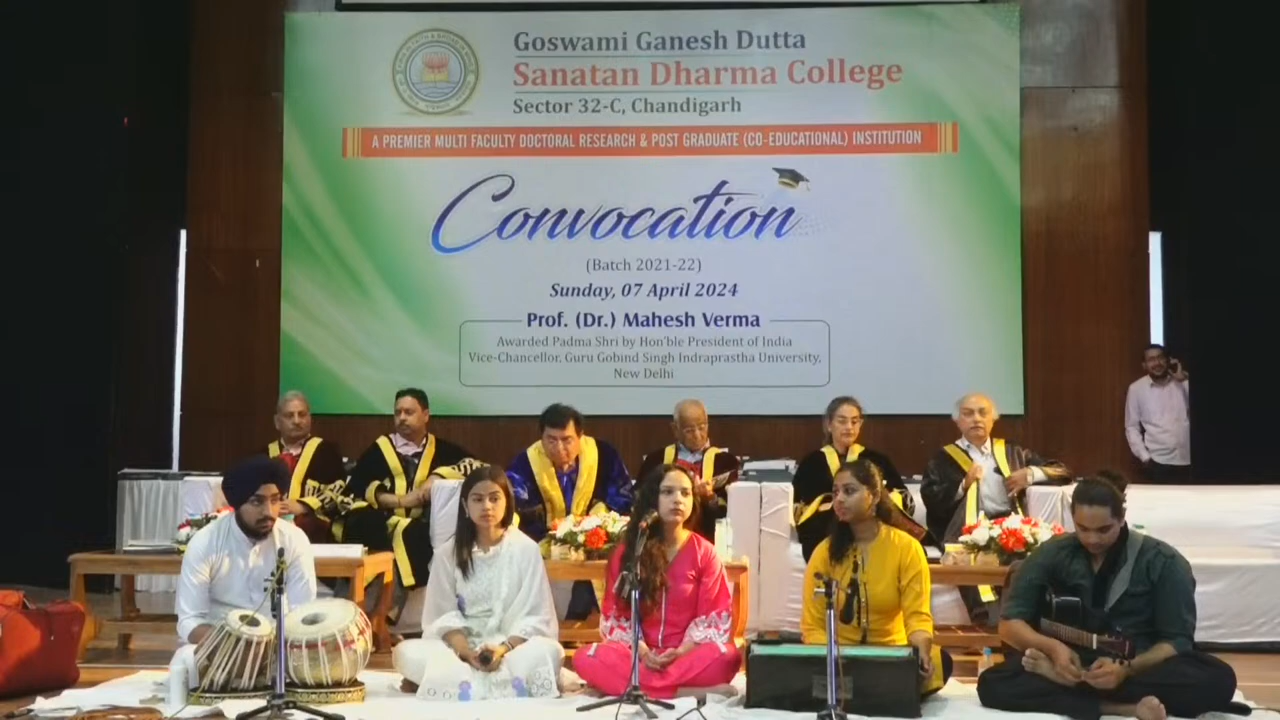 Goswami Ganesh Dutta
Sanatan Dharma College
Sector 32-C, Chandigarh
A PREMIER MULTI FACULTY DOCTORAL RESEARCH & POST GRADUATE (CO-EDUCATIONAL) INSTITUTION
Convocation
(Batch 2021-22)
Sunday, 07 April 2024
Prof. (Dr.) Mahesh Verma
Awarded Padma Shri by Hon'ble President of India
Vice-Chancellor, Guru Gobind Singh Indraprastha University,
New Delhi